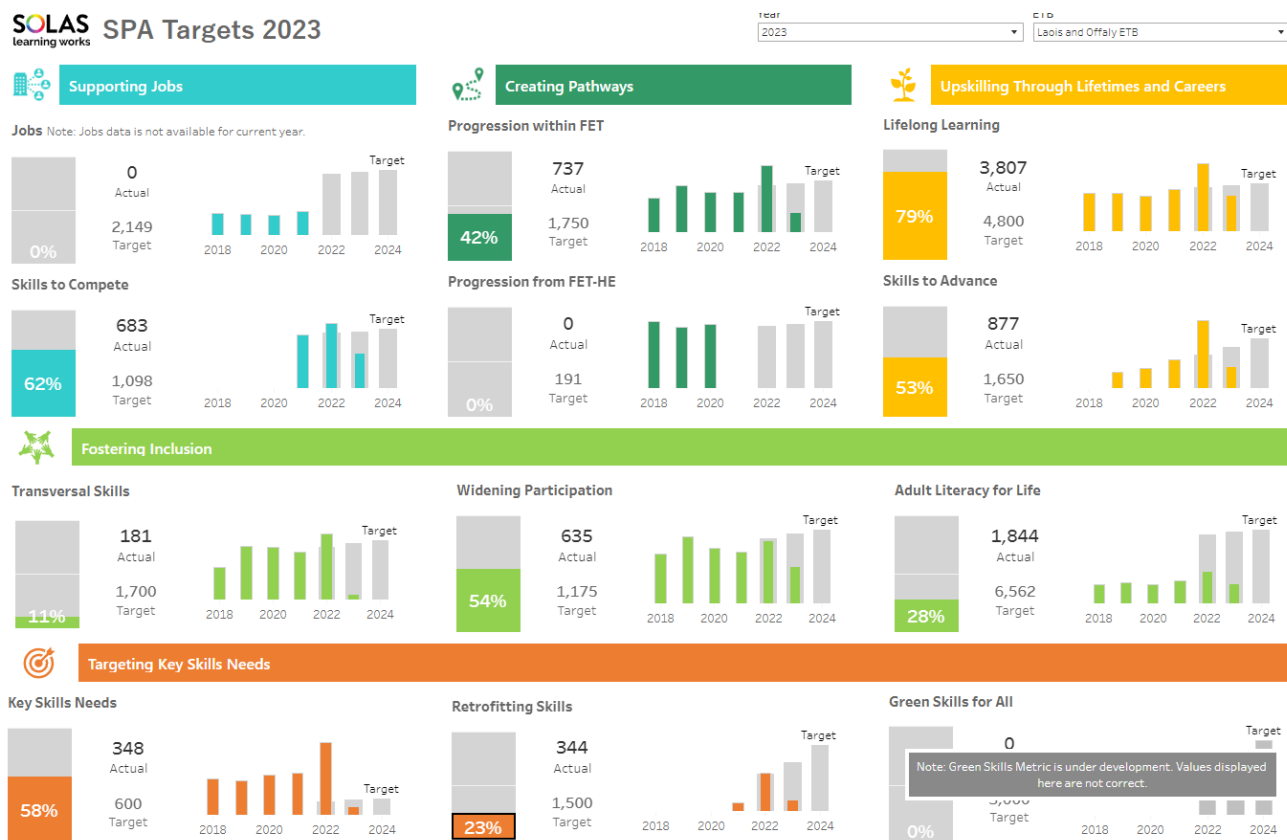 SOLAS
learning works
SPA Targets 2023
Year
2023
ETB
Laois and Offaly ETB
Supporting Jobs
Creating Pathways
Upskilling Through Lifetimes and Careers
Jobs Note: Jobs data is not available for current year.
0%
0
Actual
2,149
Target
Target
2018
2020
2022
2024
Progression within FET
42%
737
Actual
1,750
Target
Target
2018
2020
2022
2024
Lifelong Learning
79%
3,807
Actual
4,800
Target
Target
2018
2020
2022
2024
Skills to Compete
62%
683
Actual
1,098
Target
Target
2018
2020
2022
2024
Progression from FET-HE
0%
0
Actual
191
Target
Target
2018
2020
2022
2024
Skills to Advance
53%
877
Actual
1,650
Target
Target
2018
2020
2022
2024
Fostering Inclusion
Transversal Skills
11%
181
Actual
1,700
Target
Target
2018
2020
2022
2024
Widening Participation
54%
635
Actual
1,175
Target
Target
2018
2020
2022
2024
Adult Literacy for Life
28%
1,844
Actual
6,562
Target
Target
2018
2020
2022
2024
Targeting Key Skills Needs
Key Skills Needs
58%
348
Actual
600
Target
Target
2018
2020
2022
2024
Retrofitting Skills
23%
344
Actual
1,500
Target
Target
2018
2020
2022
2024
Green Skills for All
0%
0
Note: Green Skills Metric is under development. Values displayed
here are not correct.
Target
Target
2018
2020
2022
2024